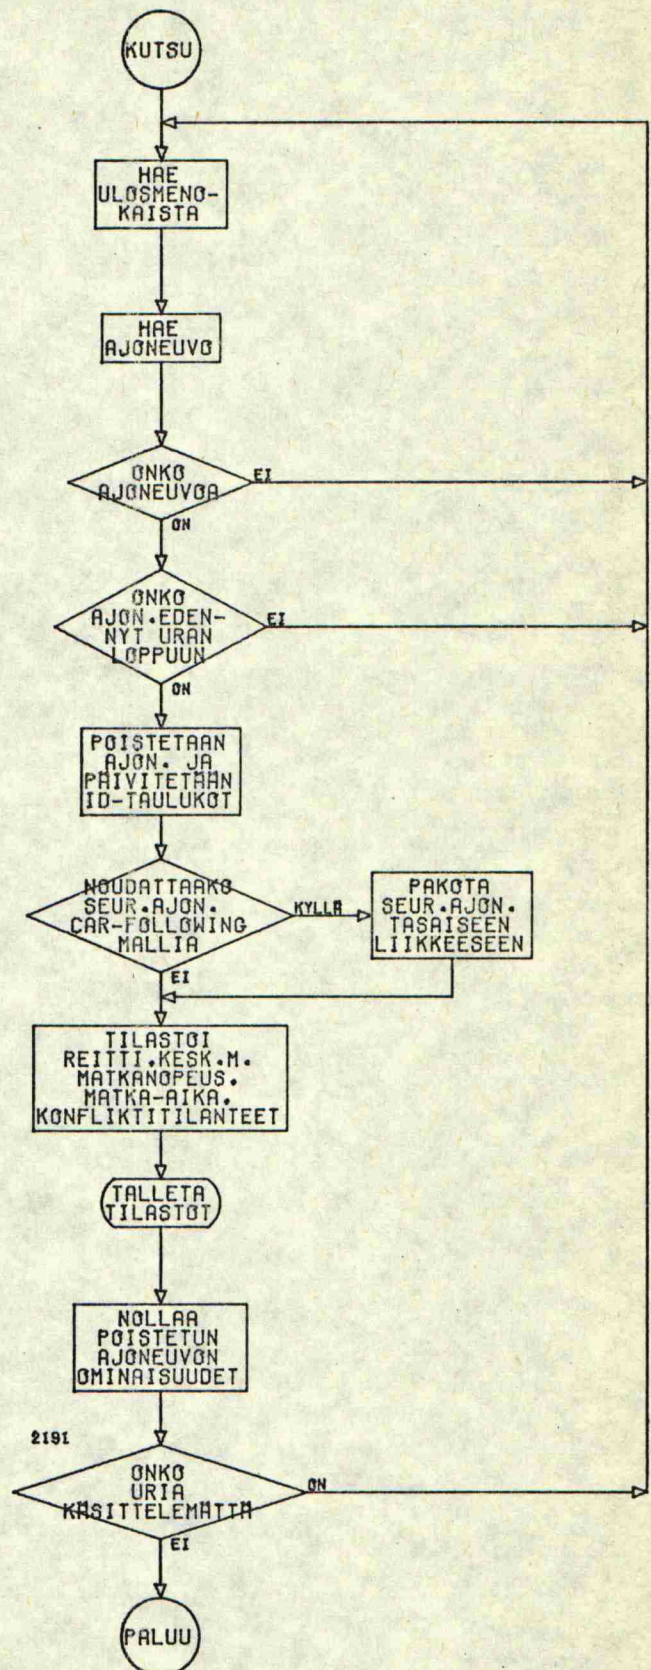 KUTSU
HAE
ULOSMENO-
KAISTA
HAE
AJONEUVO
ONKO
AJONEUVOA
EI
ON
ONKO
AJON.EDEN-
NYT URAN
LOPPUUN
EI
ON
POISTETAAN
AJON. JA
PÄIVITETÄÄN
ID-TAULUKOT
NOUDATTAAKO
SEUR.AJON.
CAR-FOLLOWING
MALLIA
KYLLÄ
PAKOTA
SEUR.AJON.
TASAISEEN
LIIKKEESEEN
EI
TILASTOI
REITTI.KESK.M.
MATKANOPEUS.
MATKA-AIKA.
KONFLIKTITILANTEET
TALLETA
TILASTOT
NOLLAA
POISTETUN
AJONEUVON
OMINAISUUDET
2191
ONKO
URIA
KÄSITTELEMÄTTÄ
ON
EI
PALUU